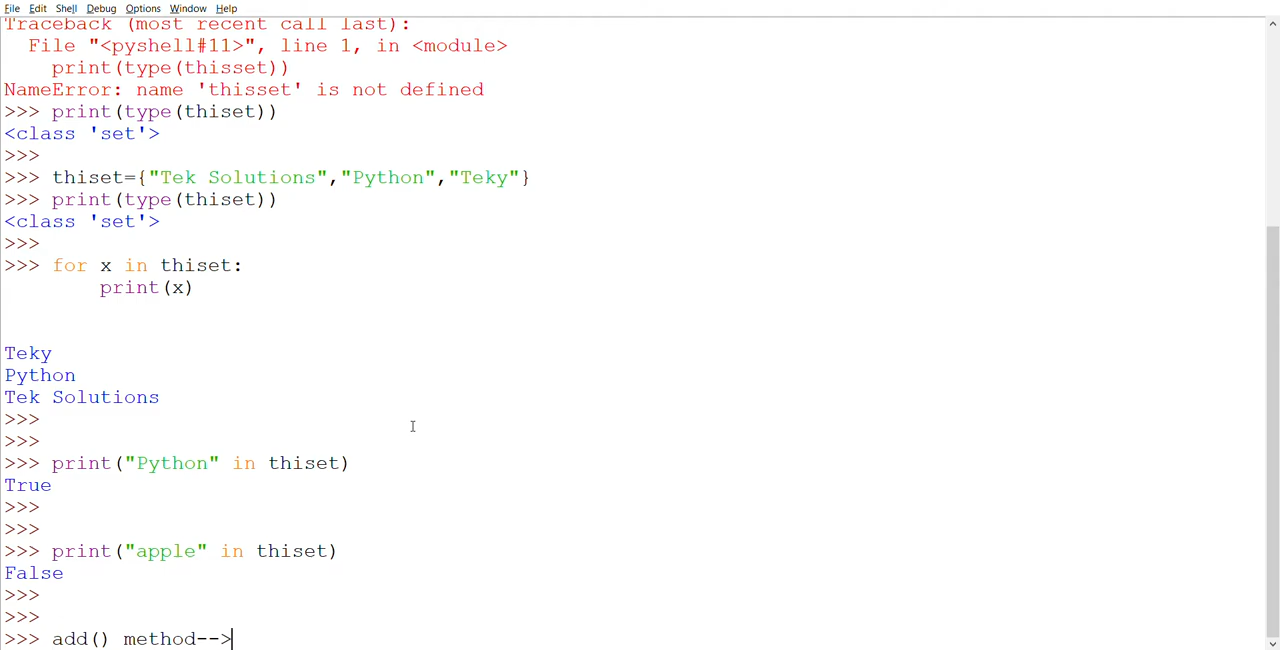 File Edit Shell Debug Options Window Help
Traceback (most recent call last):
  File "<pyshell#11>", line 1, in <module>
    print(type(thisset))
NameError: name 'thisset' is not defined
>>> print(type(thiset))
<class 'set'>
>>>
>>> thiset={"Tek Solutions","Python","Teky"}
>>> print(type(thiset))
<class 'set'>
>>>
>>> for x in thiset:
        print(x)
Teky
Python
Tek Solutions
>>>
>>>
>>> print("Python" in thiset)
True
>>>
>>>
>>> print("apple" in thiset)
False
>>>
>>>
>>> add() method-->